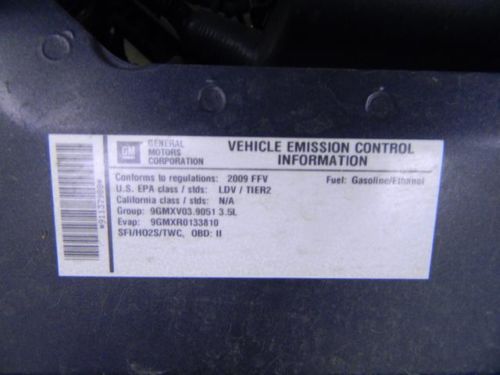 GM
GENERAL
MOTORS
CORPORATION
VEHICLE EMISSION CONTROL
INFORMATION
Conforms to regulations: 2009 FFV
Fuel: Gasoline/Ethanol
U.S. EPA class / stds: LDV / TIER2
California class / stds: N/A
Group: 9GMXV03.9051 3.5L
Evap: 9GMXR0133810
SFI/HO2S/TWC, OBD: II